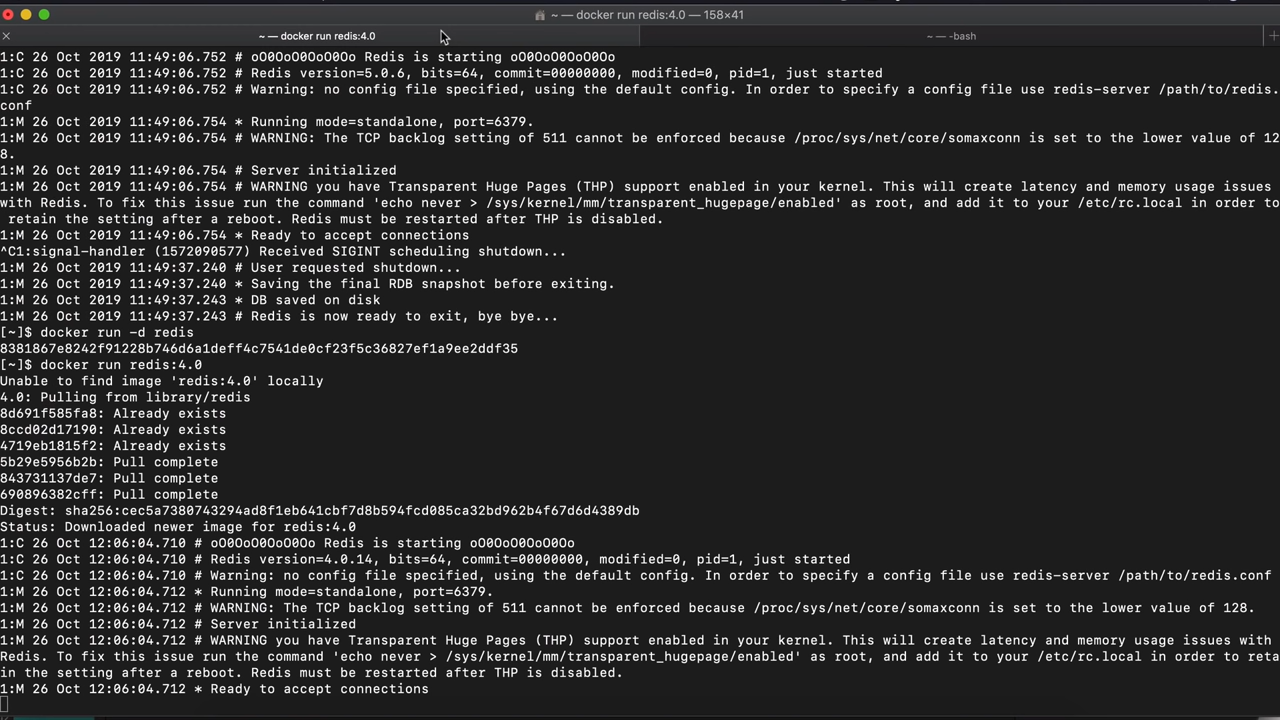 ~ — docker run redis:4.0 — 158×41
~ — docker run redis:4.0
~ — -bash
1:C 26 Oct 2019 11:49:06.752 # oO0OoO0OoO0Oo Redis is starting oO0OoO0OoO0Oo
1:C 26 Oct 2019 11:49:06.752 # Redis version=5.0.6, bits=64, commit=00000000, modified=0, pid=1, just started
1:C 26 Oct 2019 11:49:06.752 # Warning: no config file specified, using the default config. In order to specify a config file use redis-server /path/to/redis.
conf
1:M 26 Oct 2019 11:49:06.754 * Running mode=standalone, port=6379.
1:M 26 Oct 2019 11:49:06.754 # WARNING: The TCP backlog setting of 511 cannot be enforced because /proc/sys/net/core/somaxconn is set to the lower value of 12
8.
1:M 26 Oct 2019 11:49:06.754 # Server initialized
1:M 26 Oct 2019 11:49:06.754 # WARNING you have Transparent Huge Pages (THP) support enabled in your kernel. This will create latency and memory usage issues
with Redis. To fix this issue run the command 'echo never > /sys/kernel/mm/transparent_hugepage/enabled' as root, and add it to your /etc/rc.local in order to
retain the setting after a reboot. Redis must be restarted after THP is disabled.
1:M 26 Oct 2019 11:49:06.754 * Ready to accept connections
^C1:signal-handler (1572090577) Received SIGINT scheduling shutdown...
1:M 26 Oct 2019 11:49:37.240 # User requested shutdown...
1:M 26 Oct 2019 11:49:37.240 * Saving the final RDB snapshot before exiting.
1:M 26 Oct 2019 11:49:37.243 * DB saved on disk
1:M 26 Oct 2019 11:49:37.243 # Redis is now ready to exit, bye bye...
[~]$ docker run -d redis
8381867e8242f91228b746d6a1deff4c7541de0cf23f5c36827ef1a9ee2ddf35
[~]$ docker run redis:4.0
Unable to find image 'redis:4.0' locally
4.0: Pulling from library/redis
8d691f585fa8: Already exists
8ccd02d17190: Already exists
4719eb1815f2: Already exists
5b29e5956b2b: Pull complete
843731137de7: Pull complete
690896382cff: Pull complete
Digest: sha256:cec5a7380743294ad8f1eb641cbf7d8b594fcd085ca32bd962b4f67d6d4389db
Status: Downloaded newer image for redis:4.0
1:C 26 Oct 12:06:04.710 # oO0OoO0OoO0Oo Redis is starting oO0OoO0OoO0Oo
1:C 26 Oct 12:06:04.710 # Redis version=4.0.14, bits=64, commit=00000000, modified=0, pid=1, just started
1:C 26 Oct 12:06:04.710 # Warning: no config file specified, using the default config. In order to specify a config file use redis-server /path/to/redis.conf
1:M 26 Oct 12:06:04.712 * Running mode=standalone, port=6379.
1:M 26 Oct 12:06:04.712 # WARNING: The TCP backlog setting of 511 cannot be enforced because /proc/sys/net/core/somaxconn is set to the lower value of 128.
1:M 26 Oct 12:06:04.712 # Server initialized
1:M 26 Oct 12:06:04.712 # WARNING you have Transparent Huge Pages (THP) support enabled in your kernel. This will create latency and memory usage issues with
Redis. To fix this issue run the command 'echo never > /sys/kernel/mm/transparent_hugepage/enabled' as root, and add it to your /etc/rc.local in order to reta
in the setting after a reboot. Redis must be restarted after THP is disabled.
1:M 26 Oct 12:06:04.712 * Ready to accept connections